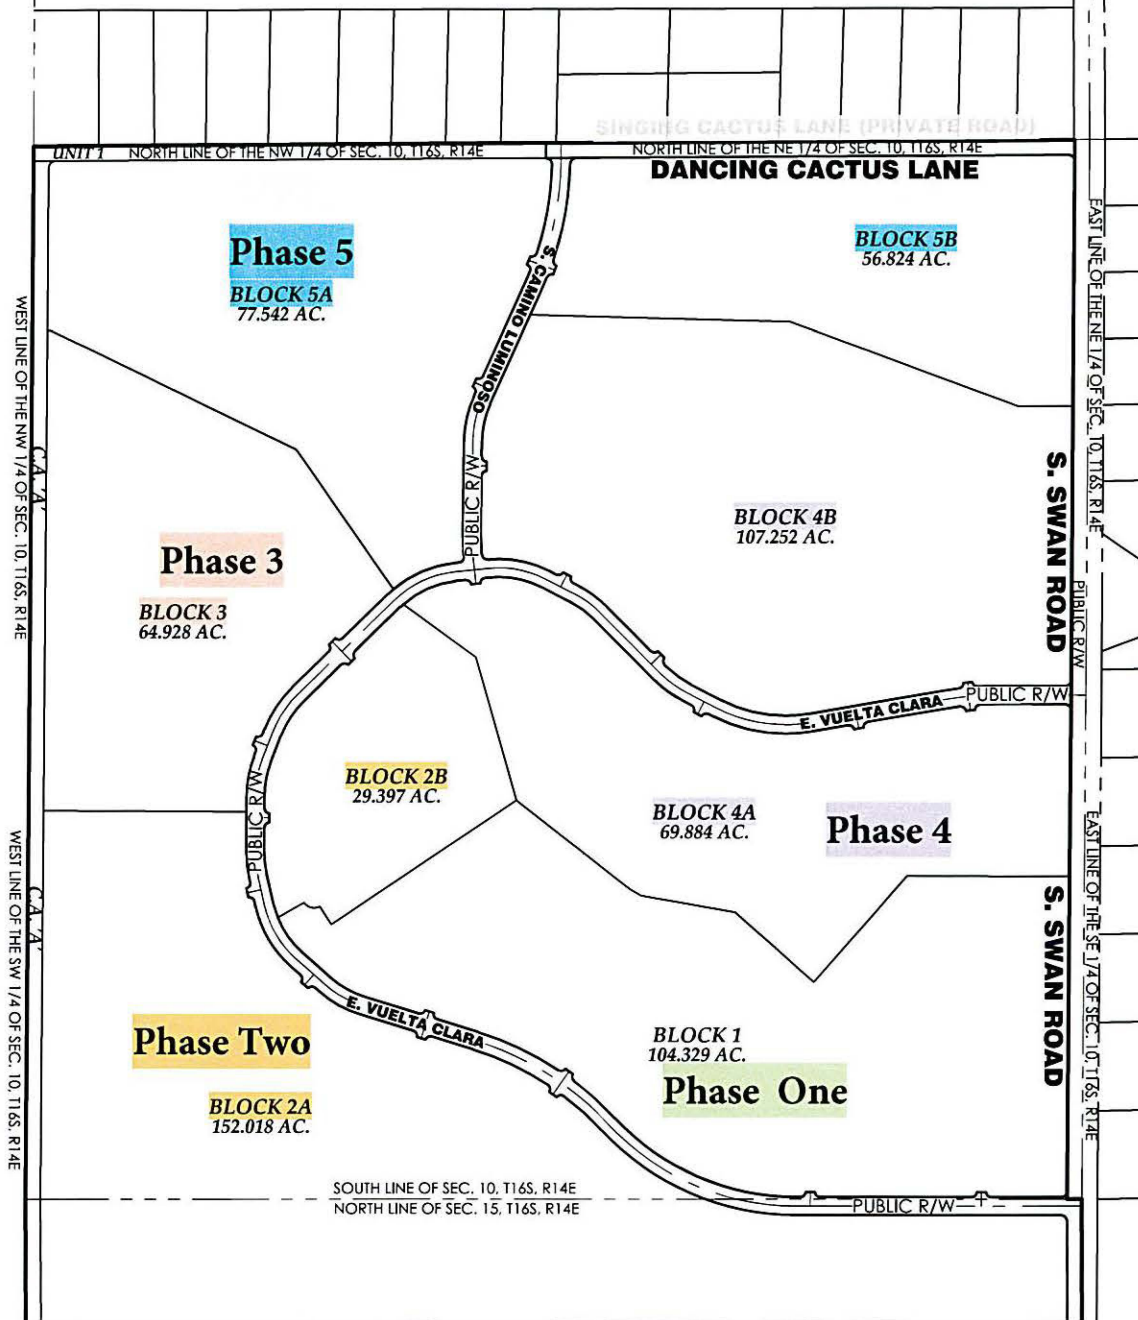 SINGING CACTUS LANE (PRIVATE ROAD)
UNIT 1
NORTH LINE OF THE NW 1/4 OF SEC. 10, T16S, R14E
NORTH LINE OF THE NE 1/4 OF SEC. 10, T16S, R14E
DANCING CACTUS LANE
Phase 5
BLOCK 5A
77.542 AC.
BLOCK 5B
56.824 AC.
S. CAMINO LUMINOSO
PUBLIC R/W
EAST LINE OF THE NE 1/4 OF SEC. 10, T16S, R14E
WEST LINE OF THE NW 1/4 OF SEC. 10, T16S, R14E
C.A. 'A'
S. SWAN ROAD
PUBLIC R/W
BLOCK 4B
107.252 AC.
Phase 3
BLOCK 3
64.928 AC.
E. VUELTA CLARA
PUBLIC R/W
BLOCK 2B
29.397 AC.
PUBLIC R/W
BLOCK 4A
69.884 AC.
Phase 4
WEST LINE OF THE SW 1/4 OF SEC. 10, T16S, R14E
C.A. 'A'
EAST LINE OF THE SE 1/4 OF SEC. 10, T16S, R14E
S. SWAN ROAD
E. VUELTA CLARA
Phase Two
BLOCK 2A
152.018 AC.
BLOCK 1
104.329 AC.
Phase One
SOUTH LINE OF SEC. 10, T16S, R14E
NORTH LINE OF SEC. 15, T16S, R14E
PUBLIC R/W